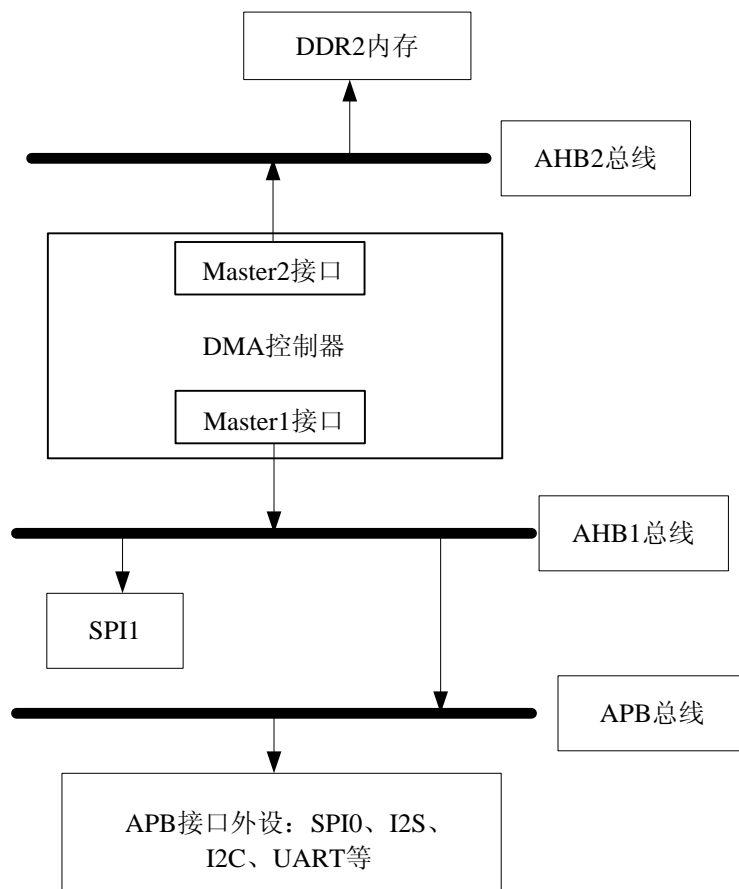 DDR2内存
AHB2总线
Master2接口
DMA控制器
Master1接口
AHB1总线
SPI1
APB总线
APB接口外设：SPI0、I2S、
I2C、UART等